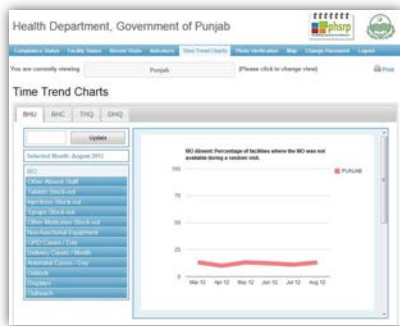 Health Department, Government of Punjab
phsrp
Compliance Status Facility Status Recent Visits Indicators Time Trend Charts Photo Verification Map Change Password Logout
You are currently viewing Punjab (Please click to change view) Print
Time Trend Charts
BHU RHC THQ DHQ
Update
Selected Month: August 2012
MO
Other Absent Staff
Tablets Stock-out
Injections Stock-out
Syrups Stock-out
Other Medicines Stock-out
Non-functional Equipment
OPD Cases / Day
Delivery Cases / Month
Antenatal Cases / Day
Outlook
Displays
Outreach
MO Absent: Percentage of facilities where the MO was not
available during a random visit.
PUNJAB
100
75
50
25
0
Mar 12 Apr 12 May 12 Jun 12 Jul 12 Aug 12